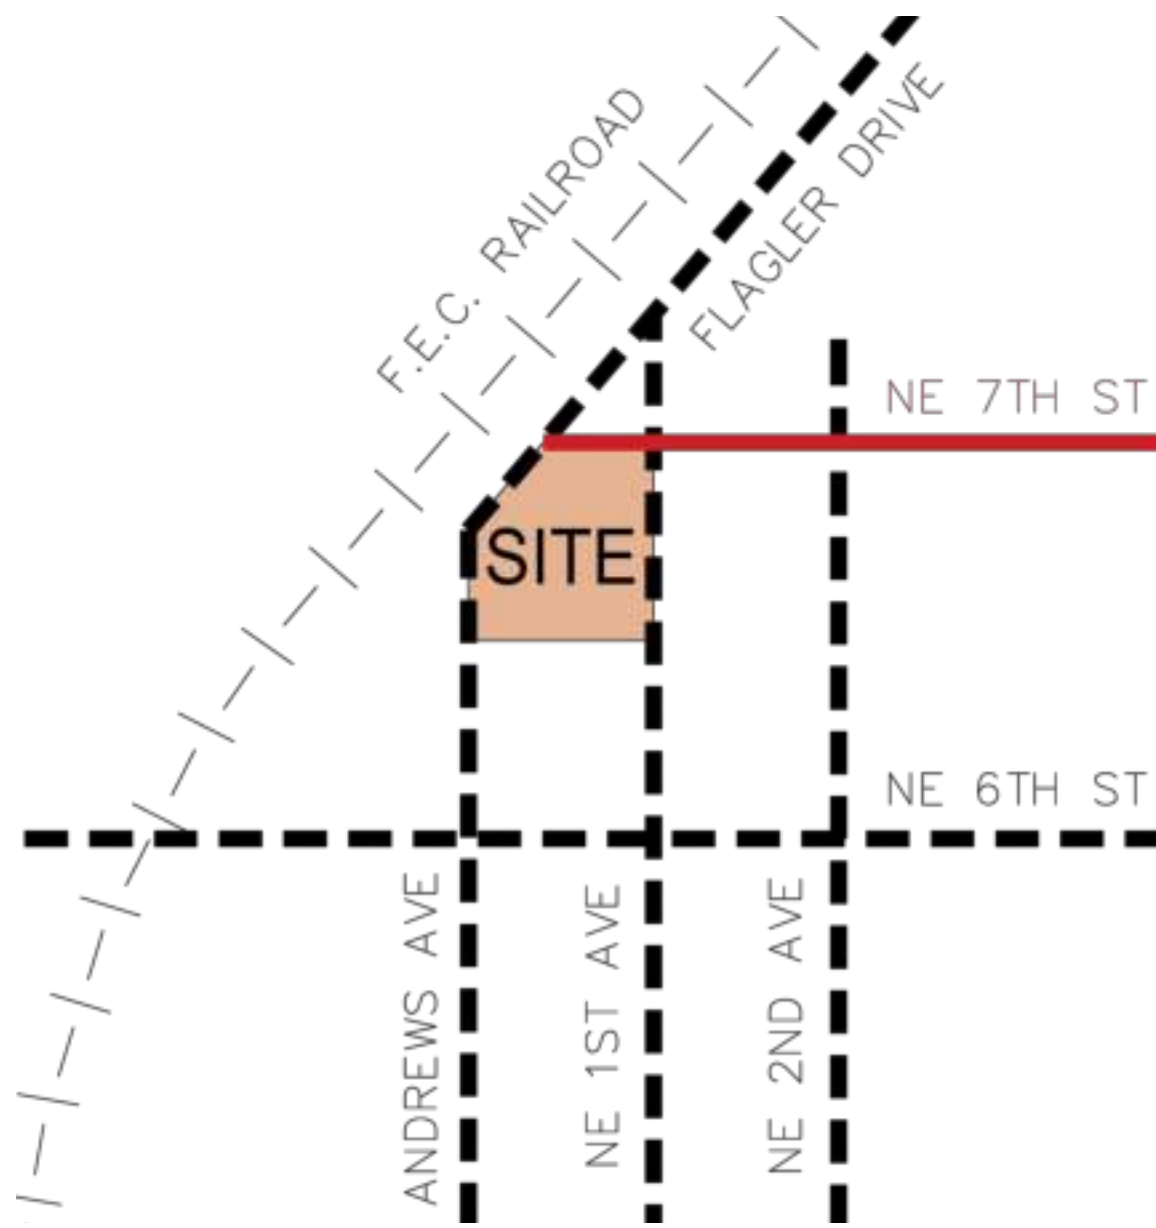 F.E.C. RAILROAD
FLAGLER DRIVE
NE 7TH ST
SITE
NE 6TH ST
ANDREWS AVE
NE 1ST AVE
NE 2ND AVE